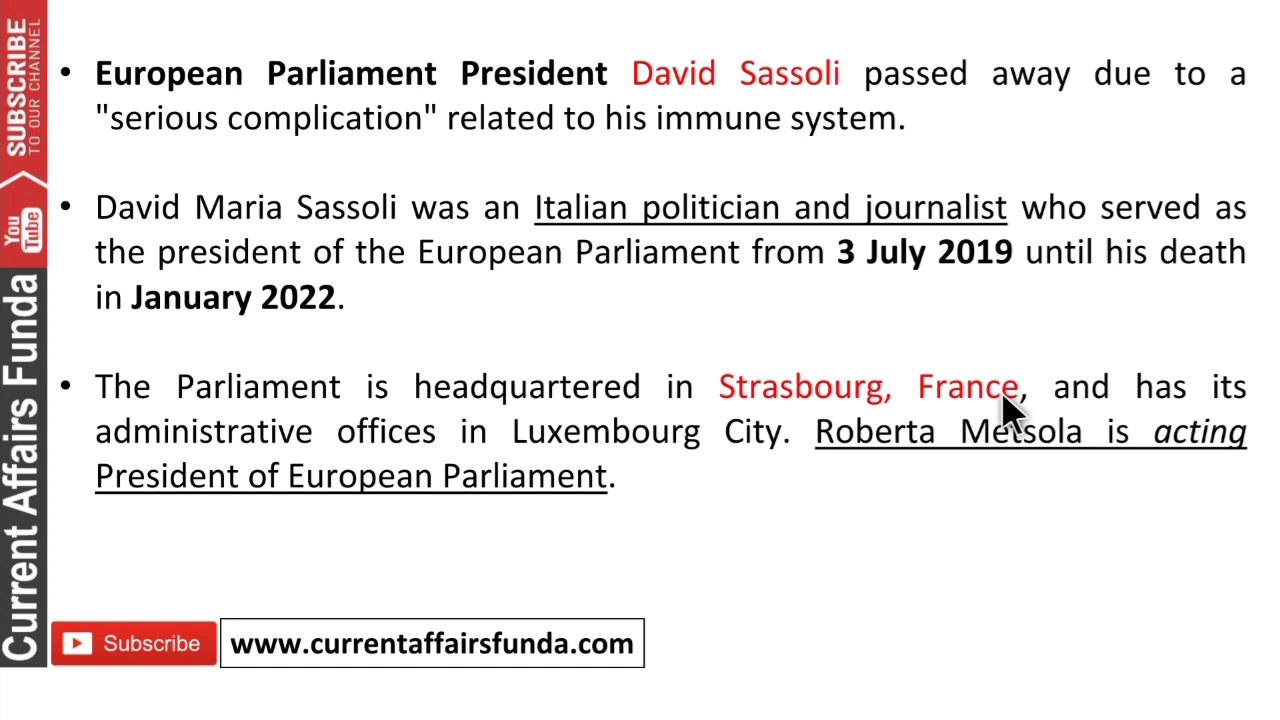 European Parliament President David Sassoli passed away due to a
"serious complication" related to his immune system.
David Maria Sassoli was an Italian politician and journalist who served as
the president of the European Parliament from 3 July 2019 until his death
in January 2022.
The Parliament is headquartered in Strasbourg, France, and has its
administrative offices in Luxembourg City. Roberta Metsola is acting
President of European Parliament.
SUBSCRIBE
TO OUR CHANNEL
You
Tube
Current Affairs Funda
Subscribe
www.currentaffairsfunda.com